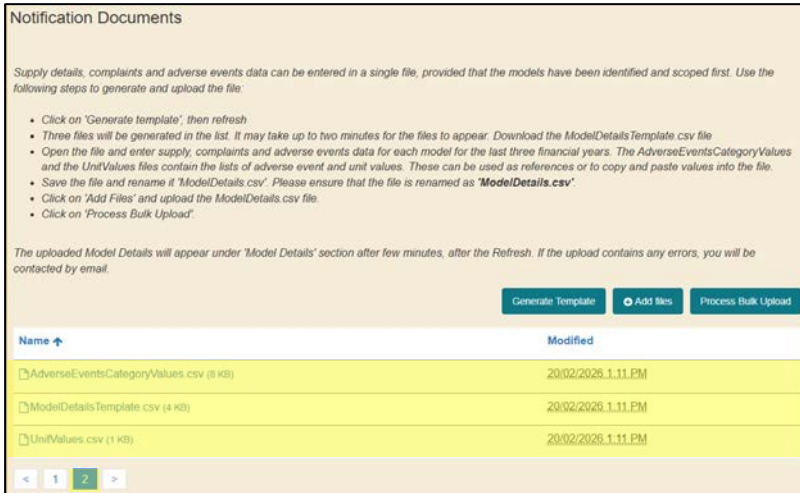 Notification Documents
Supply details, complaints and adverse events data can be entered in a single file, provided that the models have been identified and scoped first. Use the
following steps to generate and upload the file:
• Click on 'Generate template', then refresh
• Three files will be generated in the list. It may take up to two minutes for the files to appear. Download the ModelDetailsTemplate.csv file
• Open the file and enter supply, complaints and adverse events data for each model for the last three financial years. The AdverseEventsCategoryValues
and the UnitValues files contain the lists of adverse event and unit values. These can be used as references or to copy and paste values into the file.
• Save the file and rename it 'ModelDetails.csv'. Please ensure that the file is renamed as 'ModelDetails.csv'.
• Click on 'Add Files' and upload the ModelDetails.csv file.
• Click on 'Process Bulk Upload'.
The uploaded Model Details will appear under 'Model Details' section after few minutes, after the Refresh. If the upload contains any errors, you will be
contacted by email.
Generate Template Add files Process Bulk Upload
Name Modified
AdverseEventsCategoryValues.csv (8 KB) 20/02/2026 1:11 PM
ModelDetailsTemplate.csv (4 KB) 20/02/2026 1:11 PM
UnitValues.csv (1 KB) 20/02/2026 1:11 PM
< 1 2 >